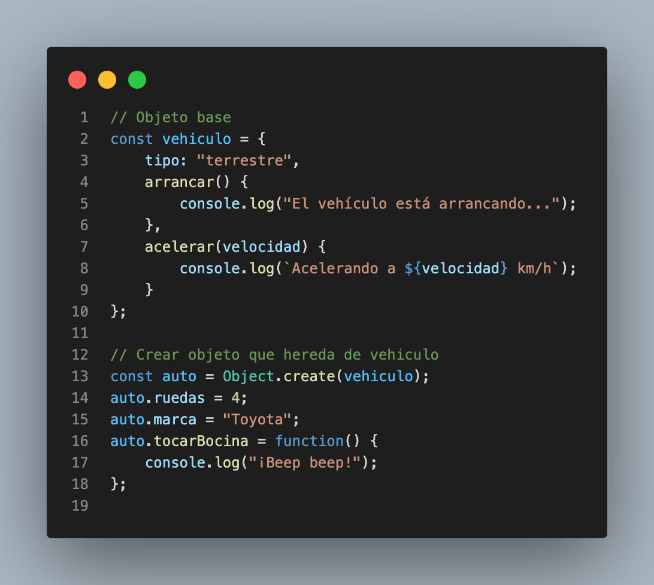 1 // Objeto base
2 const vehiculo = {
3     tipo: "terrestre",
4     arrancar() {
5         console.log("El vehículo está arrancando...");
6     },
7     acelerar(velocidad) {
8         console.log(`Acelerando a ${velocidad} km/h`);
9     }
10 };
11
12 // Crear objeto que hereda de vehiculo
13 const auto = Object.create(vehiculo);
14 auto.ruedas = 4;
15 auto.marca = "Toyota";
16 auto.tocarBocina = function() {
17     console.log("¡Beep beep!");
18 };
19